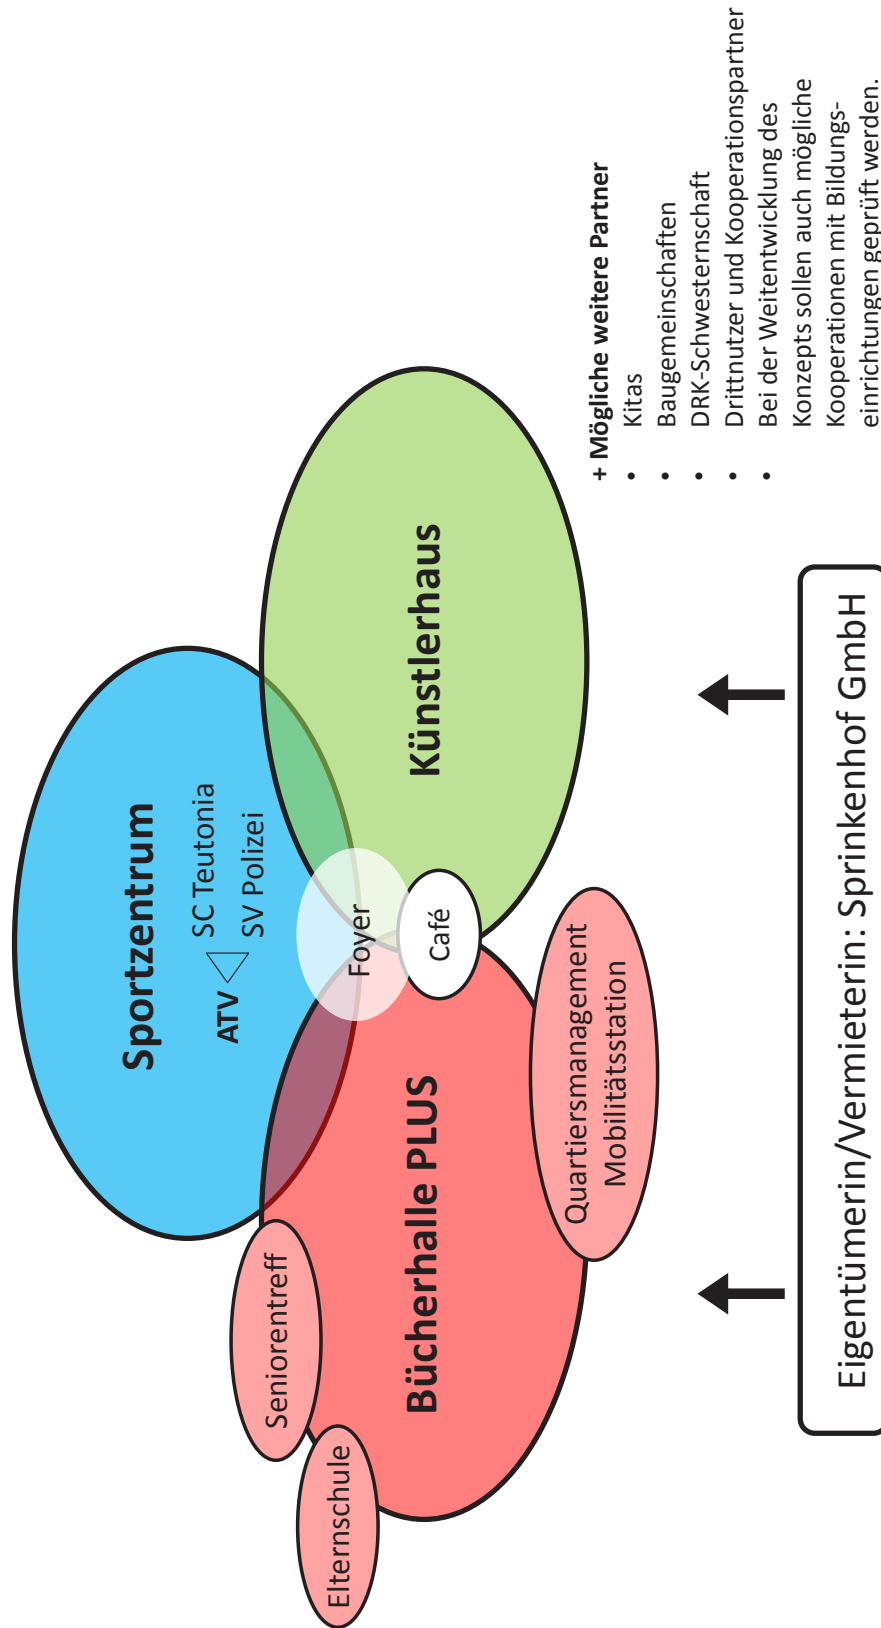 Sportzentrum
ATV
SC Teutonia
SV Polizei
Foyer
Café
Künstlerhaus
Bücherhalle PLUS
Seniorentreff
Elternschule
Quartiersmanagement
Mobilitätsstation
+ Mögliche weitere Partner
• Kitas
• Baugemeinschaften
• DRK-Schwesternschaft
• Drittnutzer und Kooperationspartner
• Bei der Weitentwicklung des
Konzepts sollen auch mögliche
Kooperationen mit Bildungs-
einrichtungen geprüft werden.
Eigentümerin/Vermieterin: Sprinkenhof GmbH